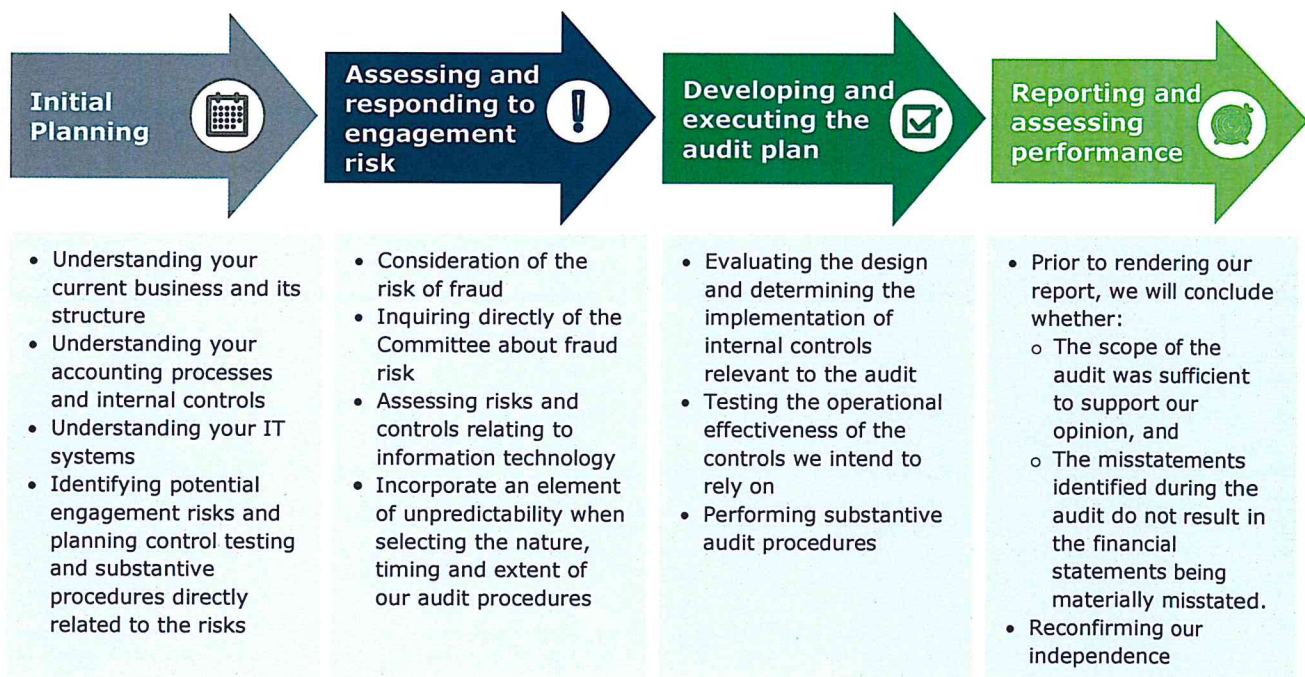 Initial
Planning
Assessing and
responding to
engagement
risk
Developing and
executing the
audit plan
Reporting and
assessing
performance
• Understanding your
current business and its
structure
• Understanding your
accounting processes
and internal controls
• Understanding your IT
systems
• Identifying potential
engagement risks and
planning control testing
and substantive
procedures directly
related to the risks
• Consideration of the
risk of fraud
• Inquiring directly of the
Committee about fraud
risk
• Assessing risks and
controls relating to
information technology
• Incorporate an element
of unpredictability when
selecting the nature,
timing and extent of
our audit procedures
• Evaluating the design
and determining the
implementation of
internal controls
relevant to the audit
• Testing the operational
effectiveness of the
controls we intend to
rely on
• Performing substantive
audit procedures
• Prior to rendering our
report, we will conclude
whether:
o The scope of the
audit was sufficient
to support our
opinion, and
o The misstatements
identified during the
audit do not result in
the financial
statements being
materially misstated.
• Reconfirming our
independence